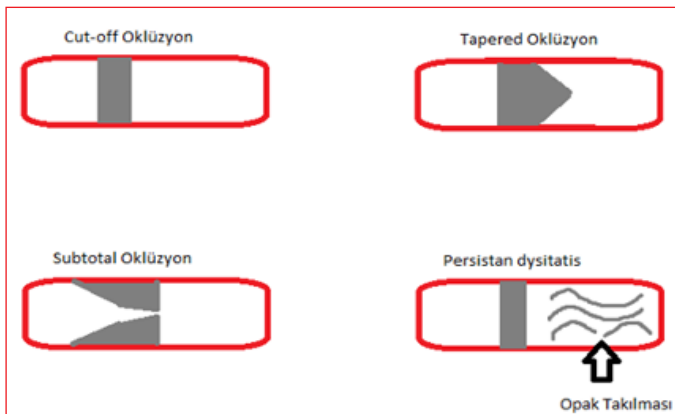 Cut-off Oklüzyon
Tapered Oklüzyon
Subtotal Oklüzyon
Persistan dysitatis
Opak Takılması